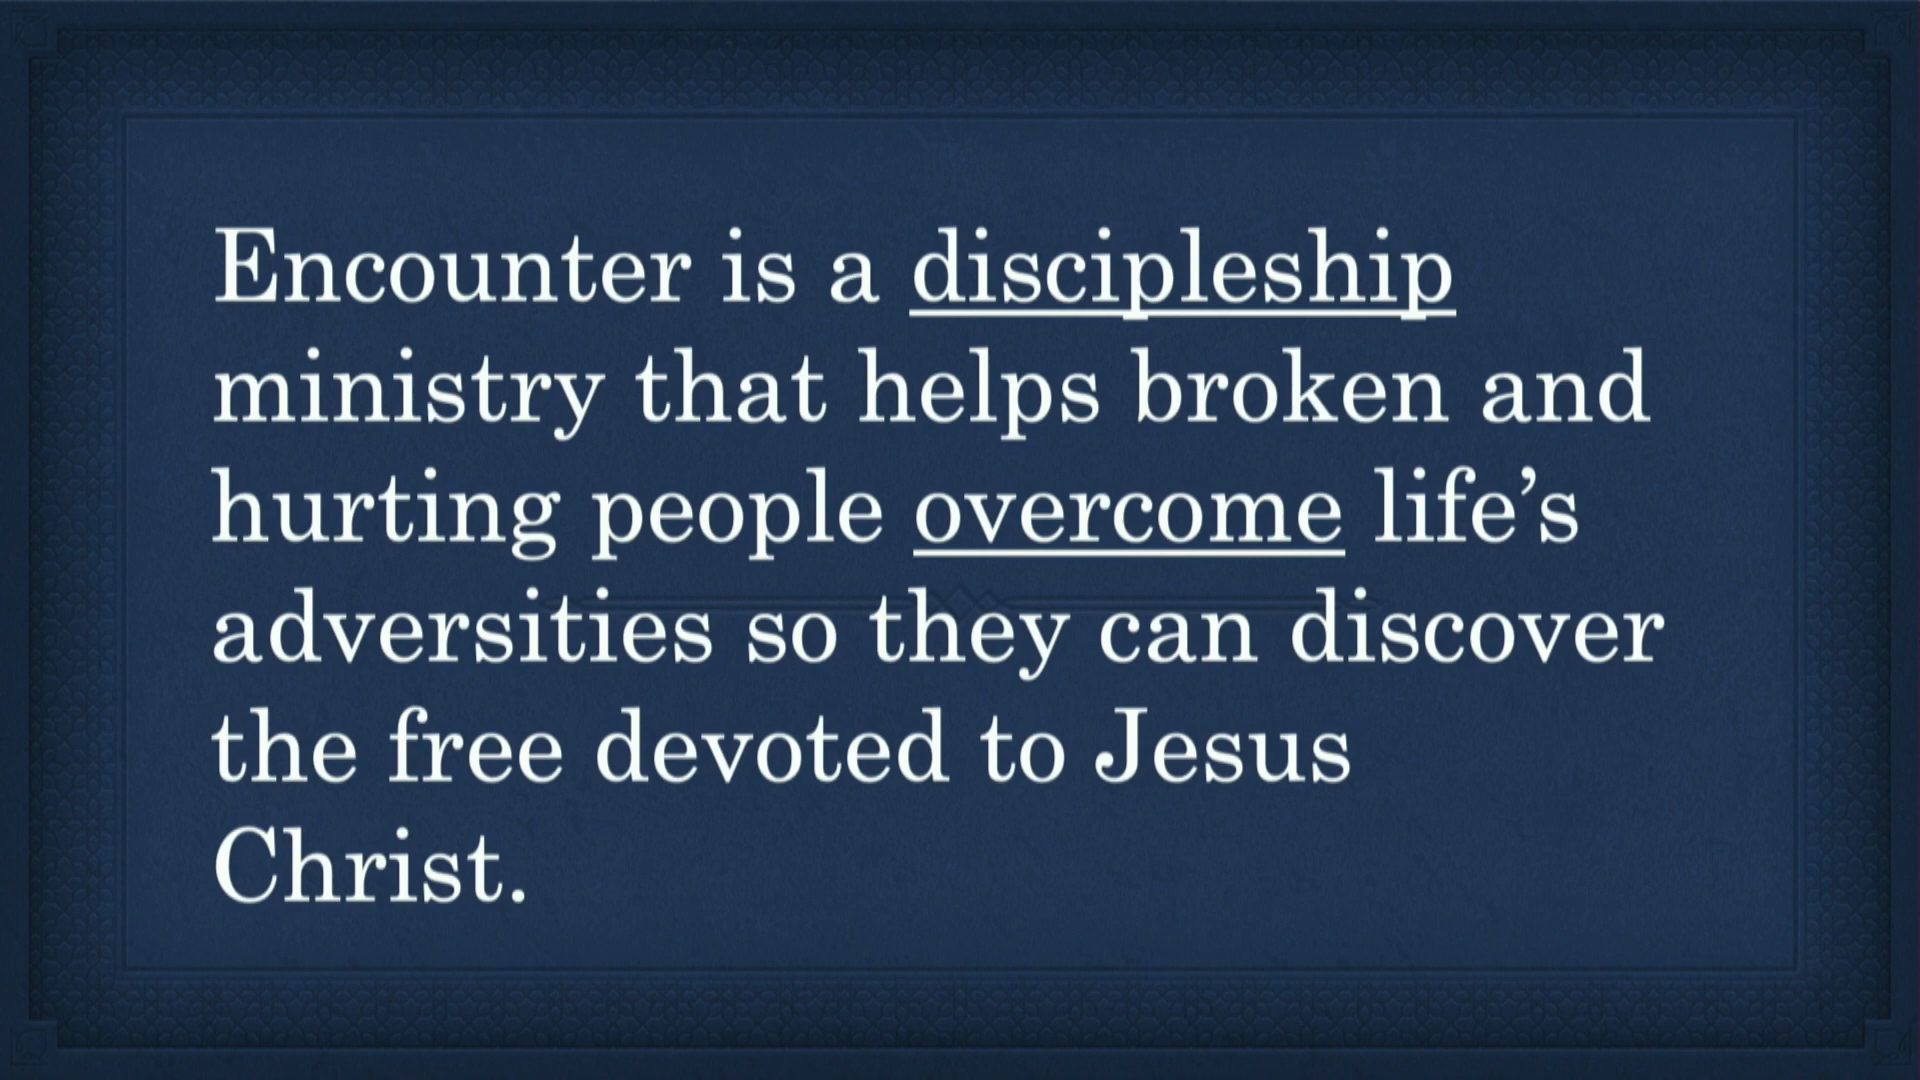 Encounter is a discipleship
ministry that helps broken and
hurting people overcome life’s
adversities so they can discover
the free devoted to Jesus
Christ.